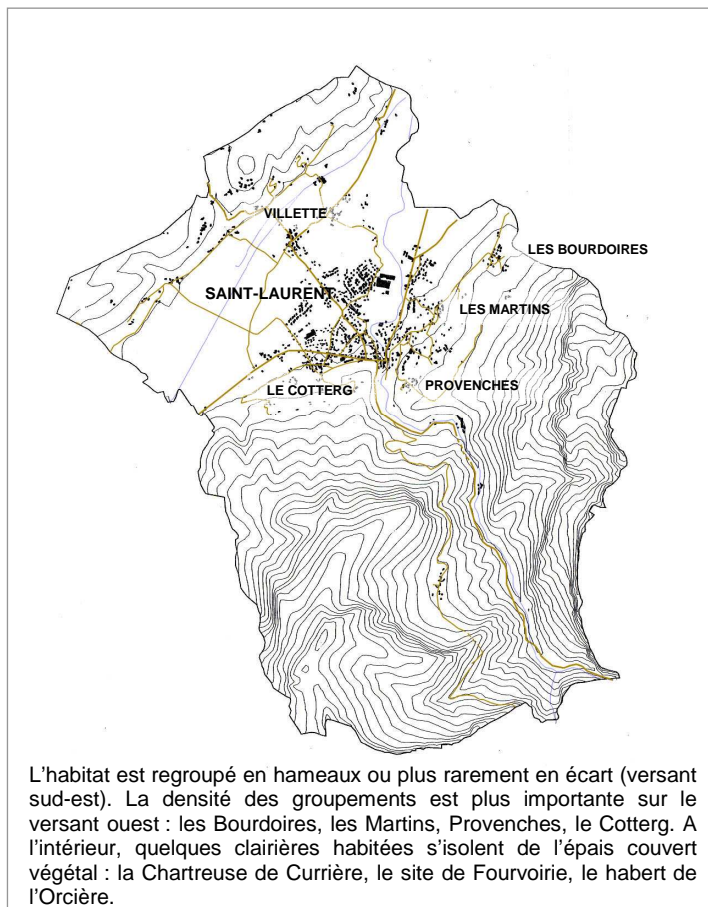 VILLETTE
LES BOURDOIRES
SAINT-LAURENT
LES MARTINS
LE COTTERG
PROVENCHES
L’habitat est regroupé en hameaux ou plus rarement en écart (versant
sud-est). La densité des groupements est plus importante sur le
versant ouest : les Bourdoires, les Martins, Provenches, le Cotterg. A
l’intérieur, quelques clairières habitées s’isolent de l’épais couvert
végétal : la Chartreuse de Currière, le site de Fourvoirie, le habert de
l’Orcière.